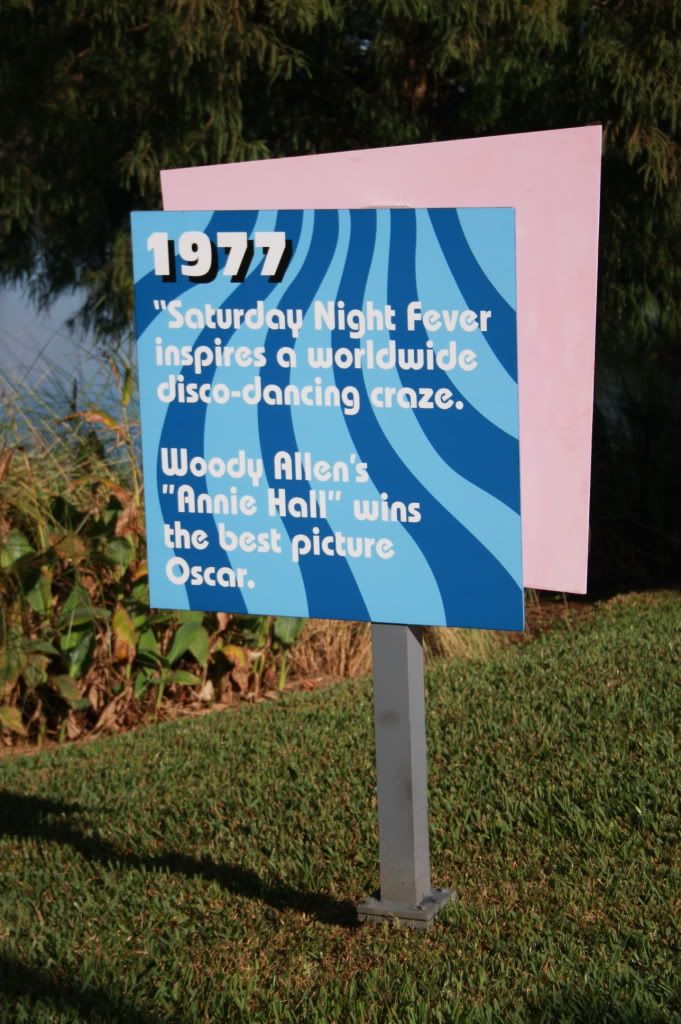 1977
"Saturday Night Fever
inspires a worldwide
disco-dancing craze.
Woody Allen's
"Annie Hall" wins
the best picture
Oscar.